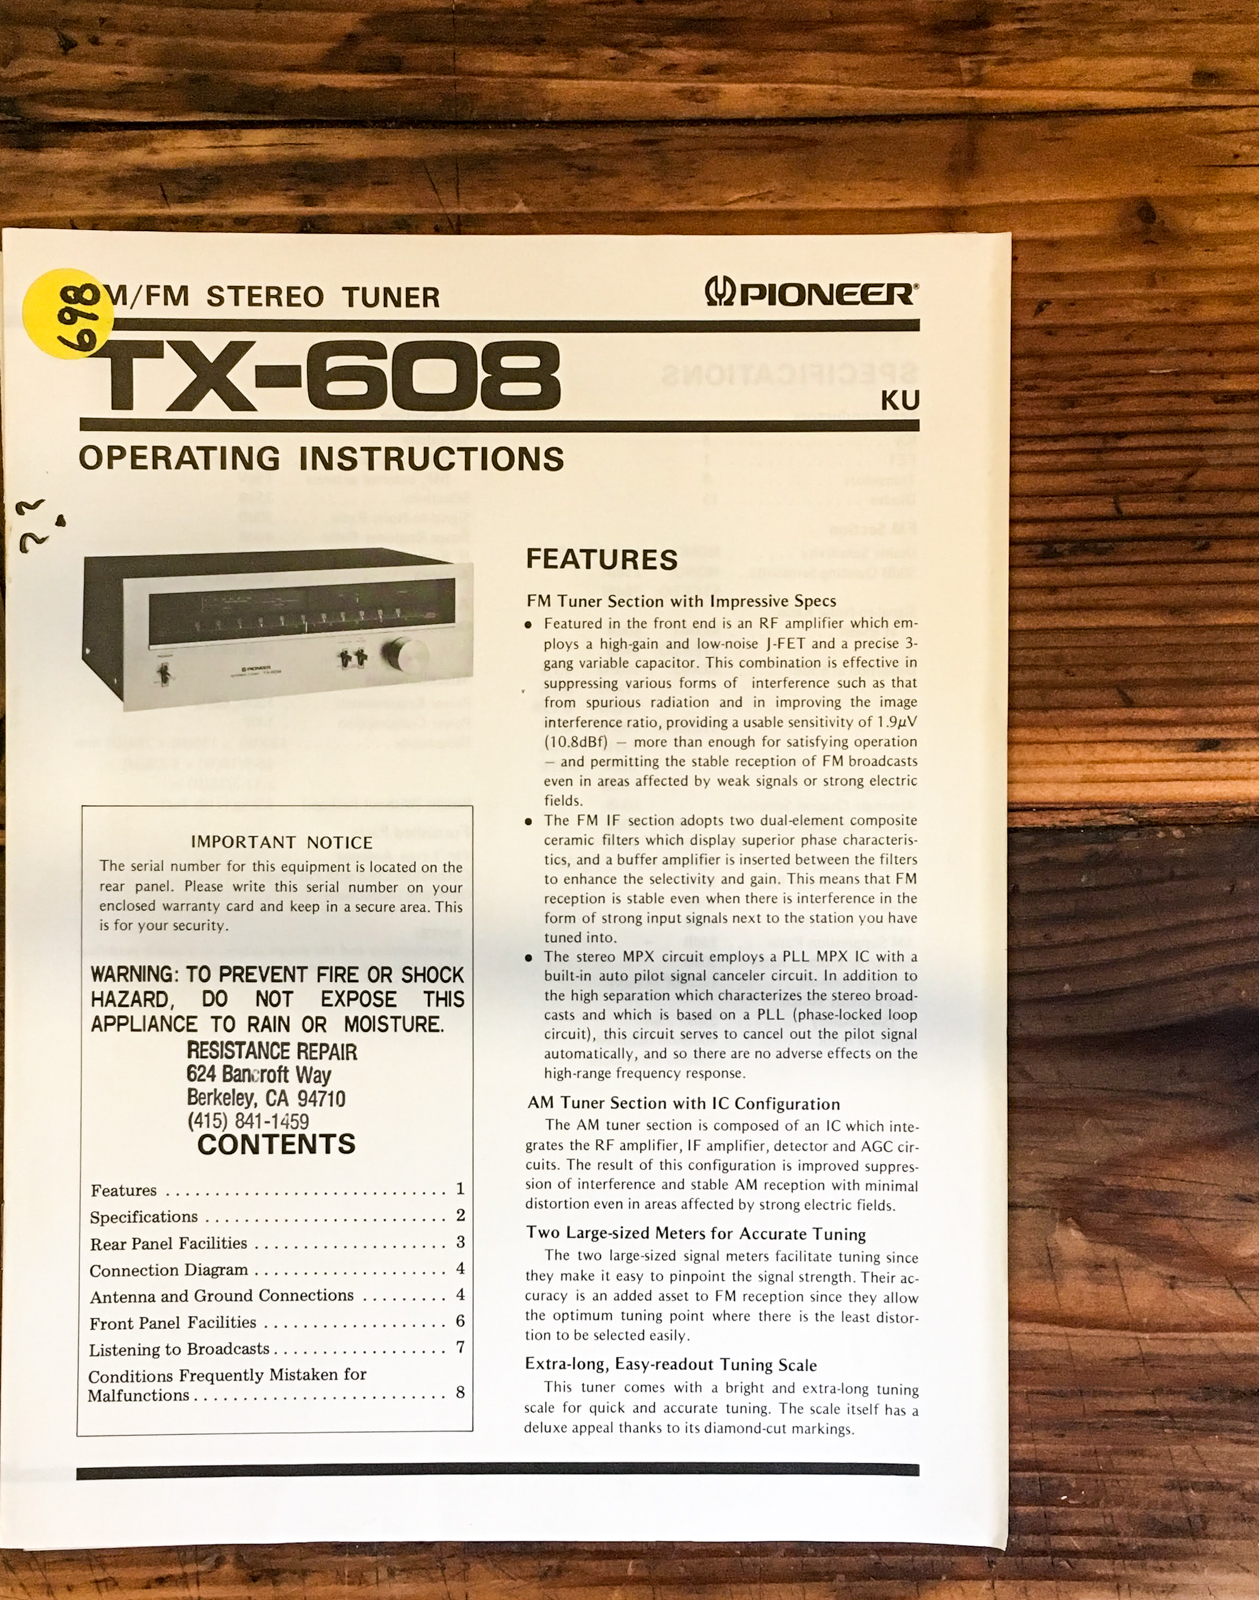 698
M/FM STEREO TUNER
PIONEER®
TX-608
KU
OPERATING INSTRUCTIONS
PIONEER
IMPORTANT NOTICE
The serial number for this equipment is located on the
rear panel. Please write this serial number on your
enclosed warranty card and keep in a secure area. This
is for your security.
WARNING: TO PREVENT FIRE OR SHOCK
HAZARD, DO NOT EXPOSE THIS
APPLIANCE TO RAIN OR MOISTURE.
RESISTANCE REPAIR
624 Bancroft Way
Berkeley, CA 94710
(415) 841-1459
CONTENTS
Features . . . . . . . . . . . . . . . . . . . . . . . . . . . . . 1
Specifications . . . . . . . . . . . . . . . . . . . . . . . . . 2
Rear Panel Facilities . . . . . . . . . . . . . . . . . . . . 3
Connection Diagram . . . . . . . . . . . . . . . . . . . . 4
Antenna and Ground Connections . . . . . . . . . 4
Front Panel Facilities . . . . . . . . . . . . . . . . . . . 6
Listening to Broadcasts . . . . . . . . . . . . . . . . . . 7
Conditions Frequently Mistaken for
Malfunctions . . . . . . . . . . . . . . . . . . . . . . . . . . 8
FEATURES
FM Tuner Section with Impressive Specs
● Featured in the front end is an RF amplifier which em-
ploys a high-gain and low-noise J-FET and a precise 3-
gang variable capacitor. This combination is effective in
suppressing various forms of interference such as that
from spurious radiation and in improving the image
interference ratio, providing a usable sensitivity of 1.9μV
(10.8dBf) — more than enough for satisfying operation
— and permitting the stable reception of FM broadcasts
even in areas affected by weak signals or strong electric
fields.
● The FM IF section adopts two dual-element composite
ceramic filters which display superior phase characteris-
tics, and a buffer amplifier is inserted between the filters
to enhance the selectivity and gain. This means that FM
reception is stable even when there is interference in the
form of strong input signals next to the station you have
tuned into.
● The stereo MPX circuit employs a PLL MPX IC with a
built-in auto pilot signal canceler circuit. In addition to
the high separation which characterizes the stereo broad-
casts and which is based on a PLL (phase-locked loop
circuit), this circuit serves to cancel out the pilot signal
automatically, and so there are no adverse effects on the
high-range frequency response.
AM Tuner Section with IC Configuration
The AM tuner section is composed of an IC which inte-
grates the RF amplifier, IF amplifier, detector and AGC cir-
cuits. The result of this configuration is improved suppres-
sion of interference and stable AM reception with minimal
distortion even in areas affected by strong electric fields.
Two Large-sized Meters for Accurate Tuning
The two large-sized signal meters facilitate tuning since
they make it easy to pinpoint the signal strength. Their ac-
curacy is an added asset to FM reception since they allow
the optimum tuning point where there is the least distor-
tion to be selected easily.
Extra-long, Easy-readout Tuning Scale
This tuner comes with a bright and extra-long tuning
scale for quick and accurate tuning. The scale itself has a
deluxe appeal thanks to its diamond-cut markings.